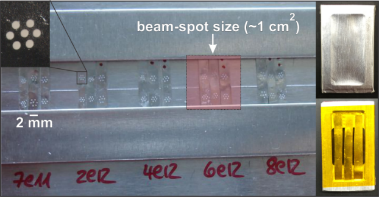 beam-spot size (~1 cm²)
2 mm
7e11 2e12 4e12 6e12 8e12